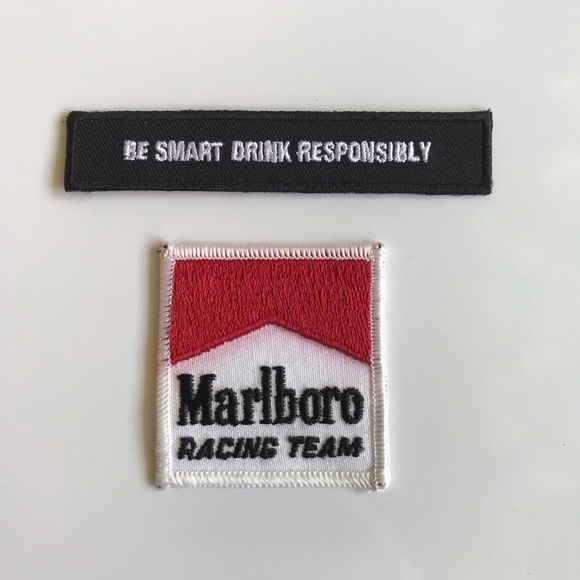 BE SMART DRINK RESPONSIBLY
Marlboro
RACING TEAM